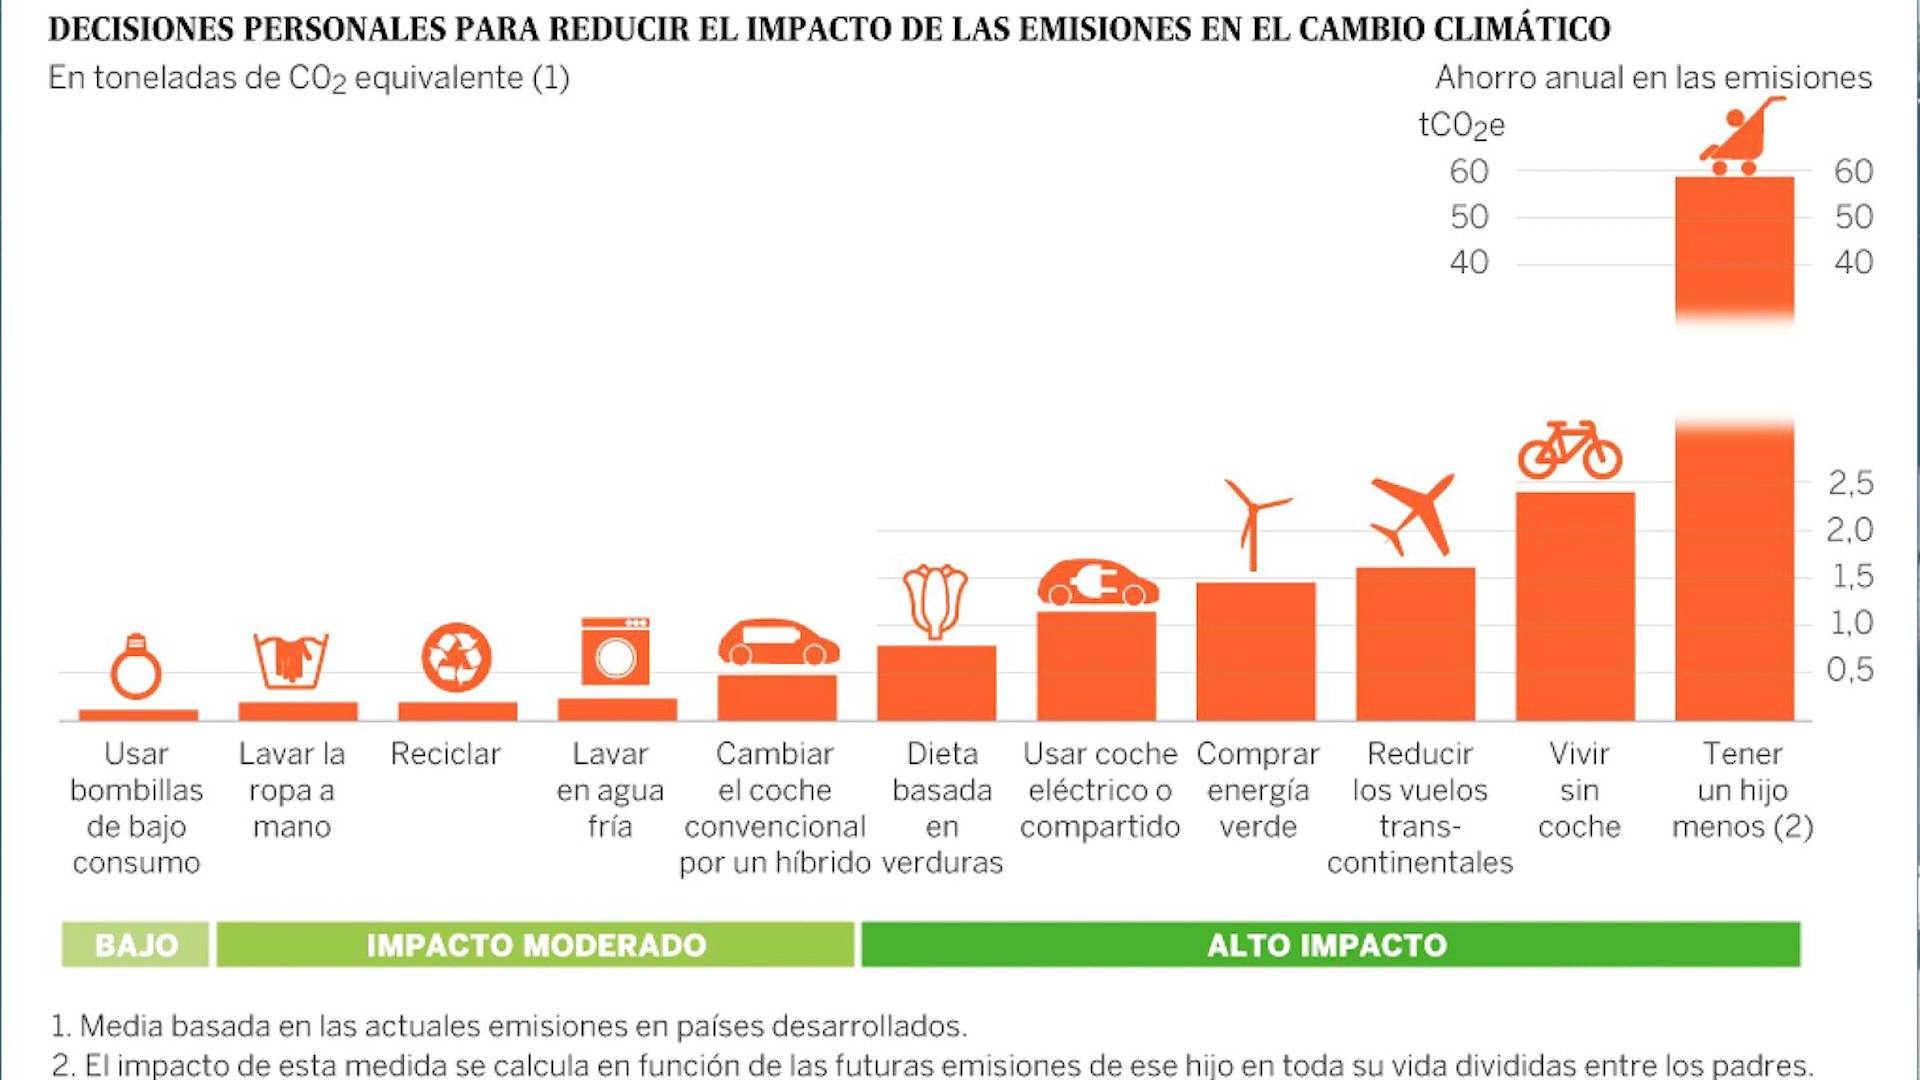 DECISIONES PERSONALES PARA REDUCIR EL IMPACTO DE LAS EMISIONES EN EL CAMBIO CLIMÁTICO
En toneladas de CO2 equivalente (1)
Ahorro anual en las emisiones
tCO2e
60
50
40
60
50
40
2,5
2,0
1,5
1,0
0,5
Usar
bombillas
de bajo
consumo
Lavar la
ropa a
mano
Reciclar
Lavar
en agua
fría
Cambiar
el coche
convencional
por un híbrido
Dieta
basada
en
verduras
Usar coche
eléctrico o
compartido
Comprar
energía
verde
Reducir
los vuelos
trans-
continentales
Vivir
sin
coche
Tener
un hijo
menos (2)
BAJO
IMPACTO MODERADO
ALTO IMPACTO
1. Media basada en las actuales emisiones en países desarrollados.
2. El impacto de esta medida se calcula en función de las futuras emisiones de ese hijo en toda su vida divididas entre los padres.